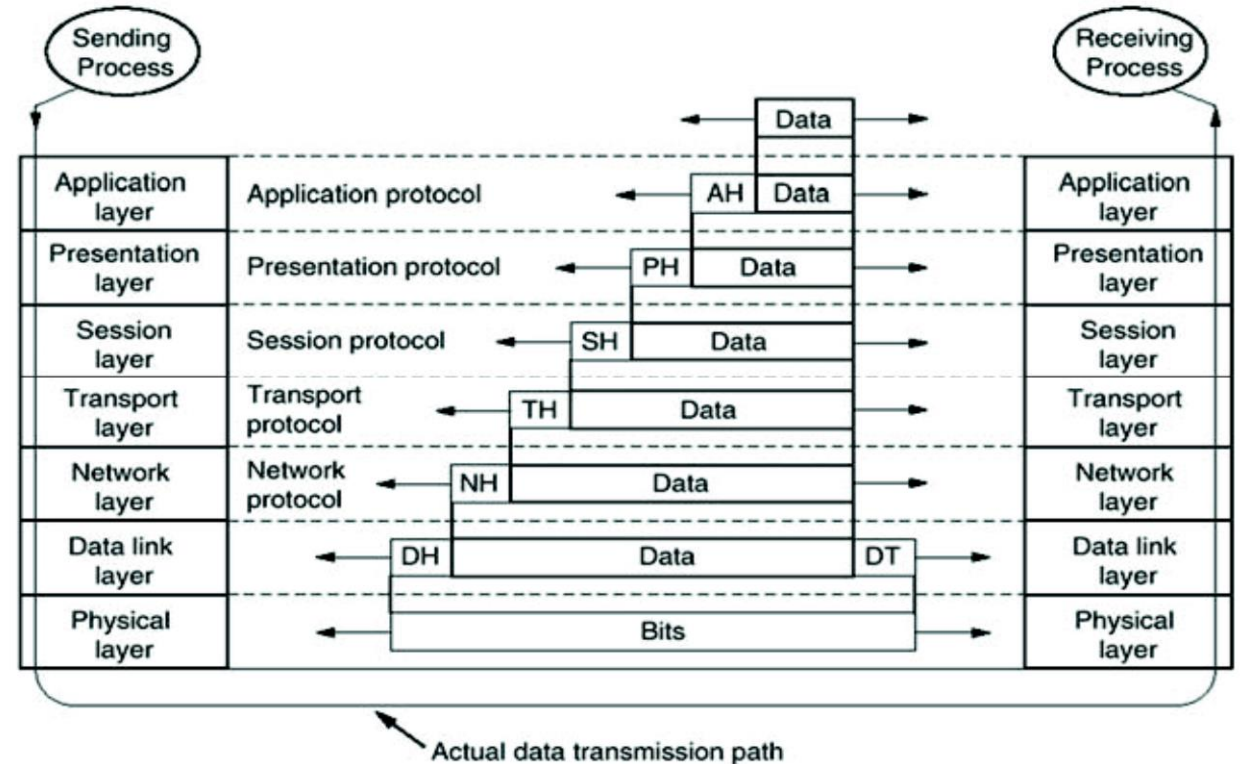 Sending
Process
Receiving
Process
Data
Application
layer
Application protocol
AH
Data
Application
layer
Presentation
layer
Presentation protocol
PH
Data
Presentation
layer
Session
layer
Session protocol
SH
Data
Session
layer
Transport
layer
Transport
protocol
TH
Data
Transport
layer
Network
layer
Network
protocol
NH
Data
Network
layer
Data link
layer
DH
Data
DT
Data link
layer
Physical
layer
Bits
Physical
layer
Actual data transmission path